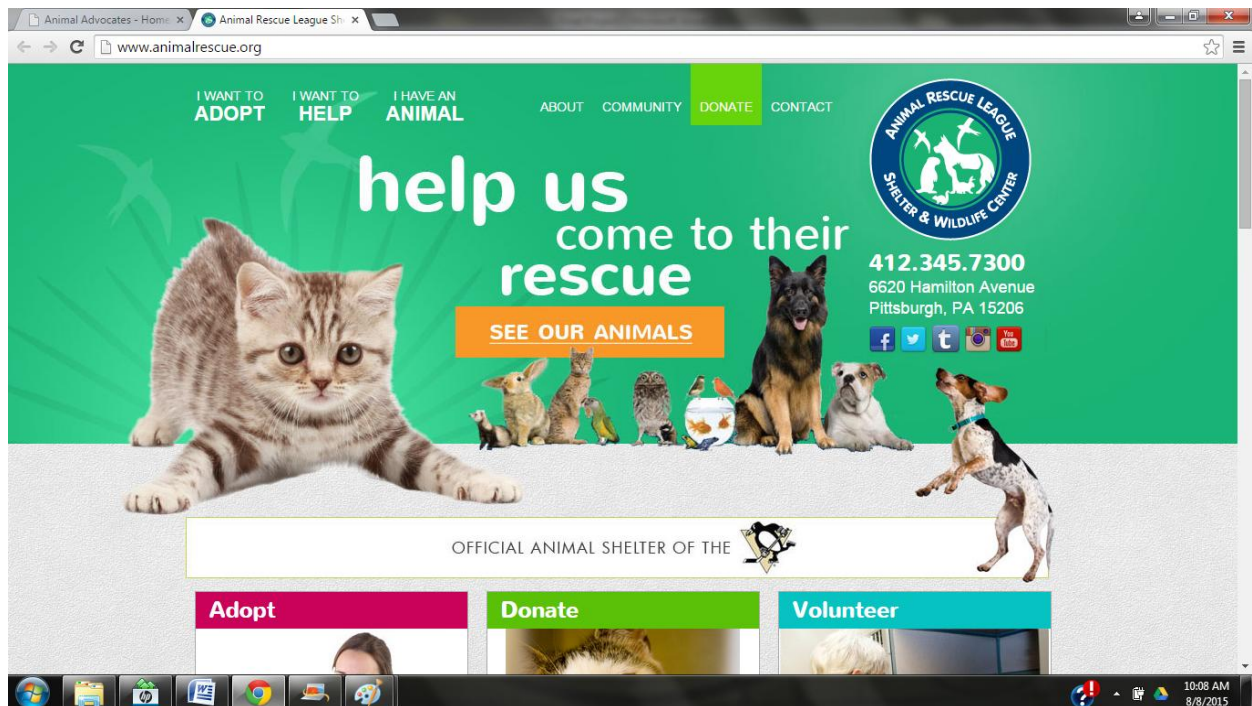 Animal Advocates - Home
Animal Rescue League Sh
www.animalrescue.org
I WANT TO
ADOPT
I WANT TO
HELP
I HAVE AN
ANIMAL
ABOUT
COMMUNITY
DONATE
CONTACT
ANIMAL RESCUE LEAGUE
SHELTER & WILDLIFE CENTER
help us
come to their
rescue
SEE OUR ANIMALS
412.345.7300
6620 Hamilton Avenue
Pittsburgh, PA 15206
f
t
You
Tube
OFFICIAL ANIMAL SHELTER OF THE
Adopt
Donate
Volunteer
hp
W
10:08 AM
8/8/2015